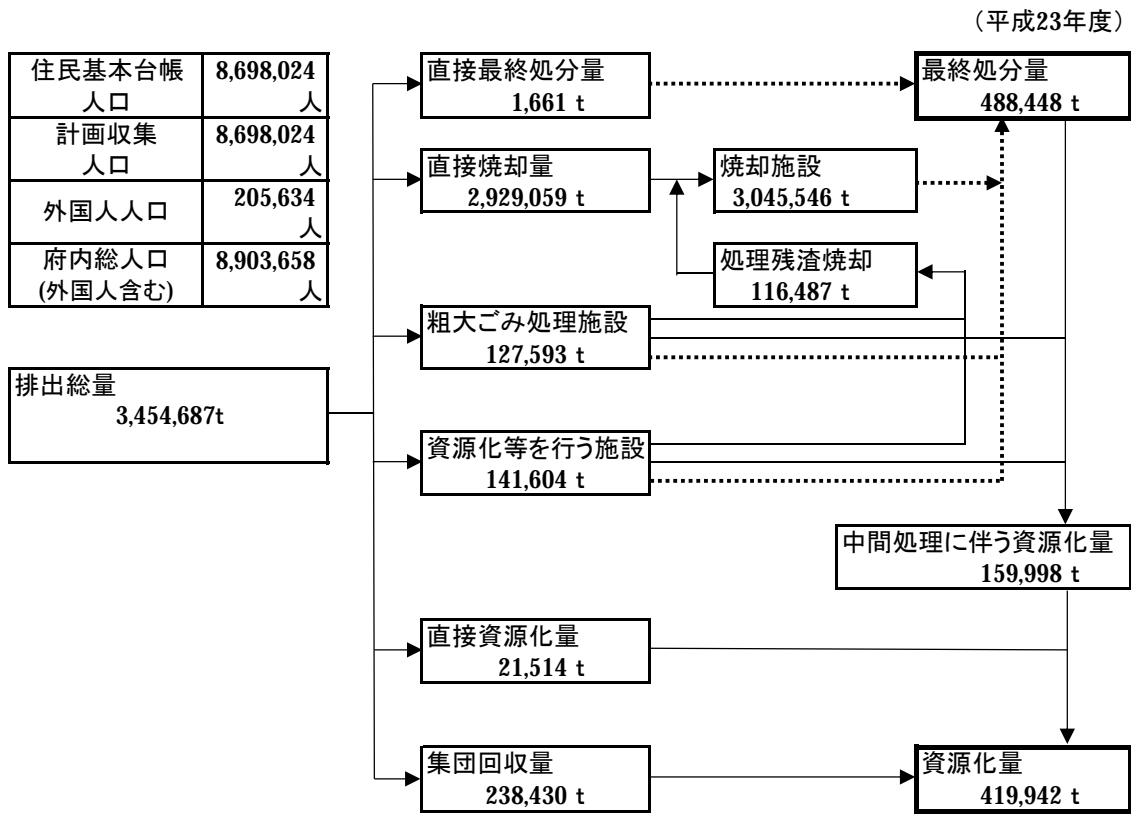 （平成23年度）
住民基本台帳
人口
8,698,024
人
計画収集
人口
8,698,024
人
外国人人口
205,634
人
府内総人口
(外国人含む)
8,903,658
人
排出総量
3,454,687t
直接最終処分量
1,661 t
最終処分量
488,448 t
直接焼却量
2,929,059 t
焼却施設
3,045,546 t
処理残渣焼却
116,487 t
粗大ごみ処理施設
127,593 t
資源化等を行う施設
141,604 t
中間処理に伴う資源化量
159,998 t
直接資源化量
21,514 t
集団回収量
238,430 t
資源化量
419,942 t